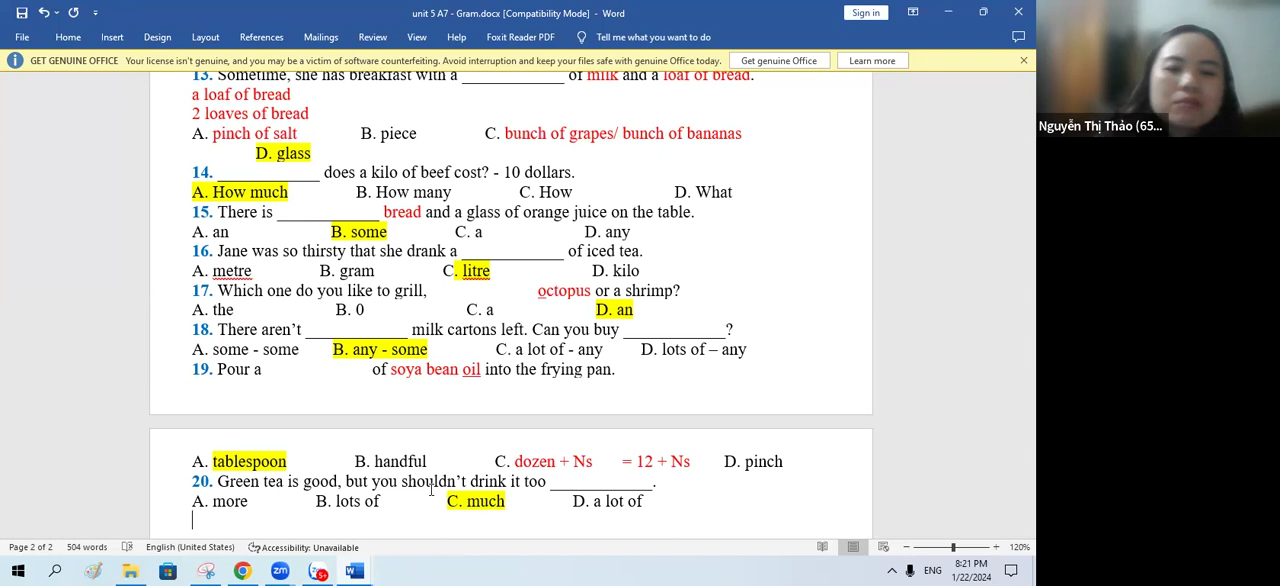 unit 5 A7 - Gram.docx [Compatibility Mode] - Word
Sign in
File Home Insert Design Layout References Mailings Review View Help Foxit Reader PDF Tell me what you want to do
GET GENUINE OFFICE Your license isn't genuine, and you may be a victim of software counterfeiting. Avoid interruption and keep your files safe with genuine Office today. Get genuine Office Learn more
Nguyễn Thị Thảo (65...
13. Sometime, she has breakfast with a ____________ of milk and a loaf of bread.
a loaf of bread
2 loaves of bread
A. pinch of salt B. piece C. bunch of grapes/ bunch of bananas
D. glass
14. ____________ does a kilo of beef cost? - 10 dollars.
A. How much B. How many C. How D. What
15. There is ____________ bread and a glass of orange juice on the table.
A. an B. some C. a D. any
16. Jane was so thirsty that she drank a ____________ of iced tea.
A. metre B. gram C. litre D. kilo
17. Which one do you like to grill, octopus or a shrimp?
A. the B. 0 C. a D. an
18. There aren't ____________ milk cartons left. Can you buy ____________?
A. some - some B. any - some C. a lot of - any D. lots of – any
19. Pour a of soya bean oil into the frying pan.
A. tablespoon B. handful C. dozen + Ns = 12 + Ns D. pinch
20. Green tea is good, but you shouldn't drink it too ____________.
A. more B. lots of C. much D. a lot of
Page 2 of 2 504 words English (United States) Accessibility: Unavailable 120%
8:21 PM
ENG
1/22/2024